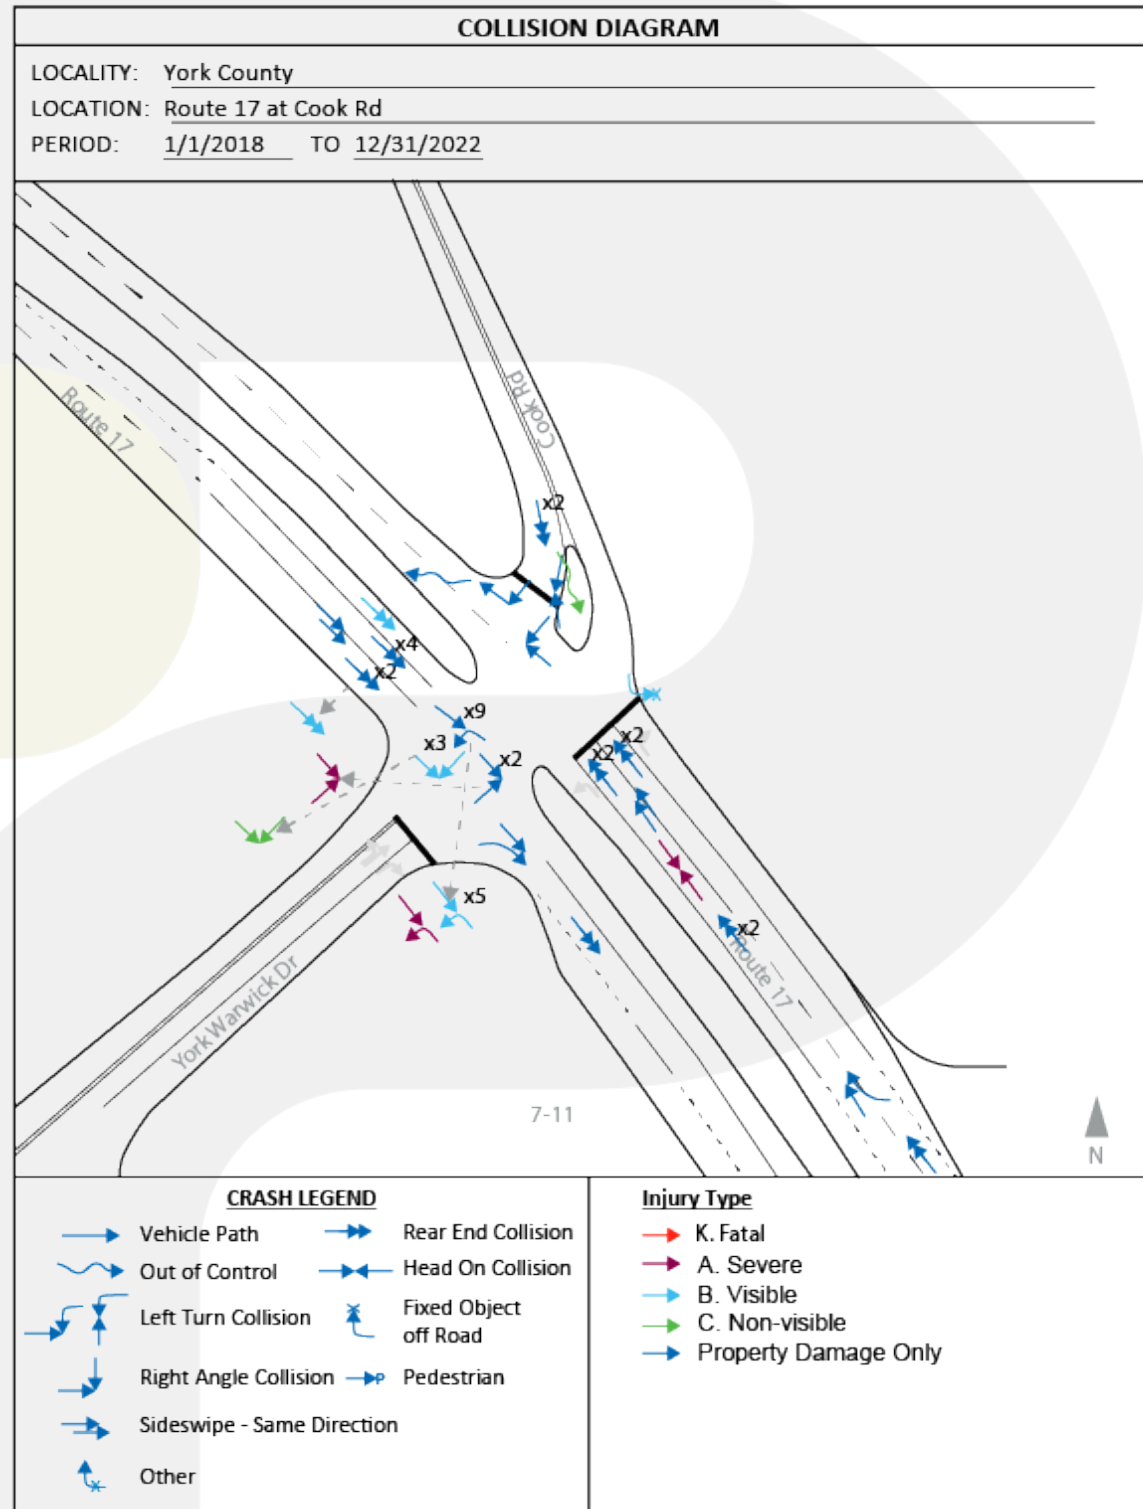 COLLISION DIAGRAM
LOCALITY: York County
LOCATION: Route 17 at Cook Rd
PERIOD: 1/1/2018 TO 12/31/2022
Route 17
Cook Rd
x2
x4
x2
x9
x3
x2
x2
x2
x5
x2
Route 17
York Warwick Dr
7-11
N
CRASH LEGEND
Vehicle Path
Rear End Collision
Out of Control
Head On Collision
Left Turn Collision
Fixed Object
off Road
Right Angle Collision
P
Pedestrian
Sideswipe - Same Direction
Other
Injury Type
K. Fatal
A. Severe
B. Visible
C. Non-visible
Property Damage Only